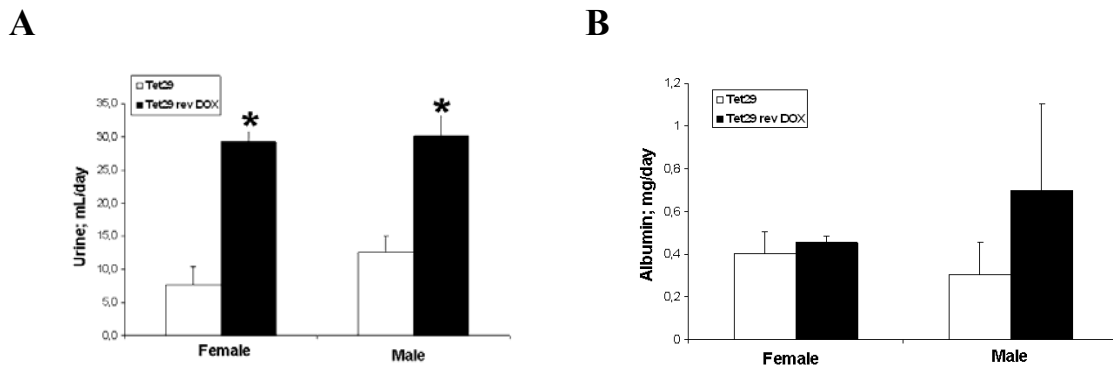 A
B
Tet29
Tet29 rev DOX
Urine; mL/day
35,0
30,0
25,0
20,0
15,0
10,0
5,0
0,0
*
*
Female
Male
Tet29
Tet29 rev DOX
Albumin; mg/day
1,2
1
0,8
0,6
0,4
0,2
0
Female
Male